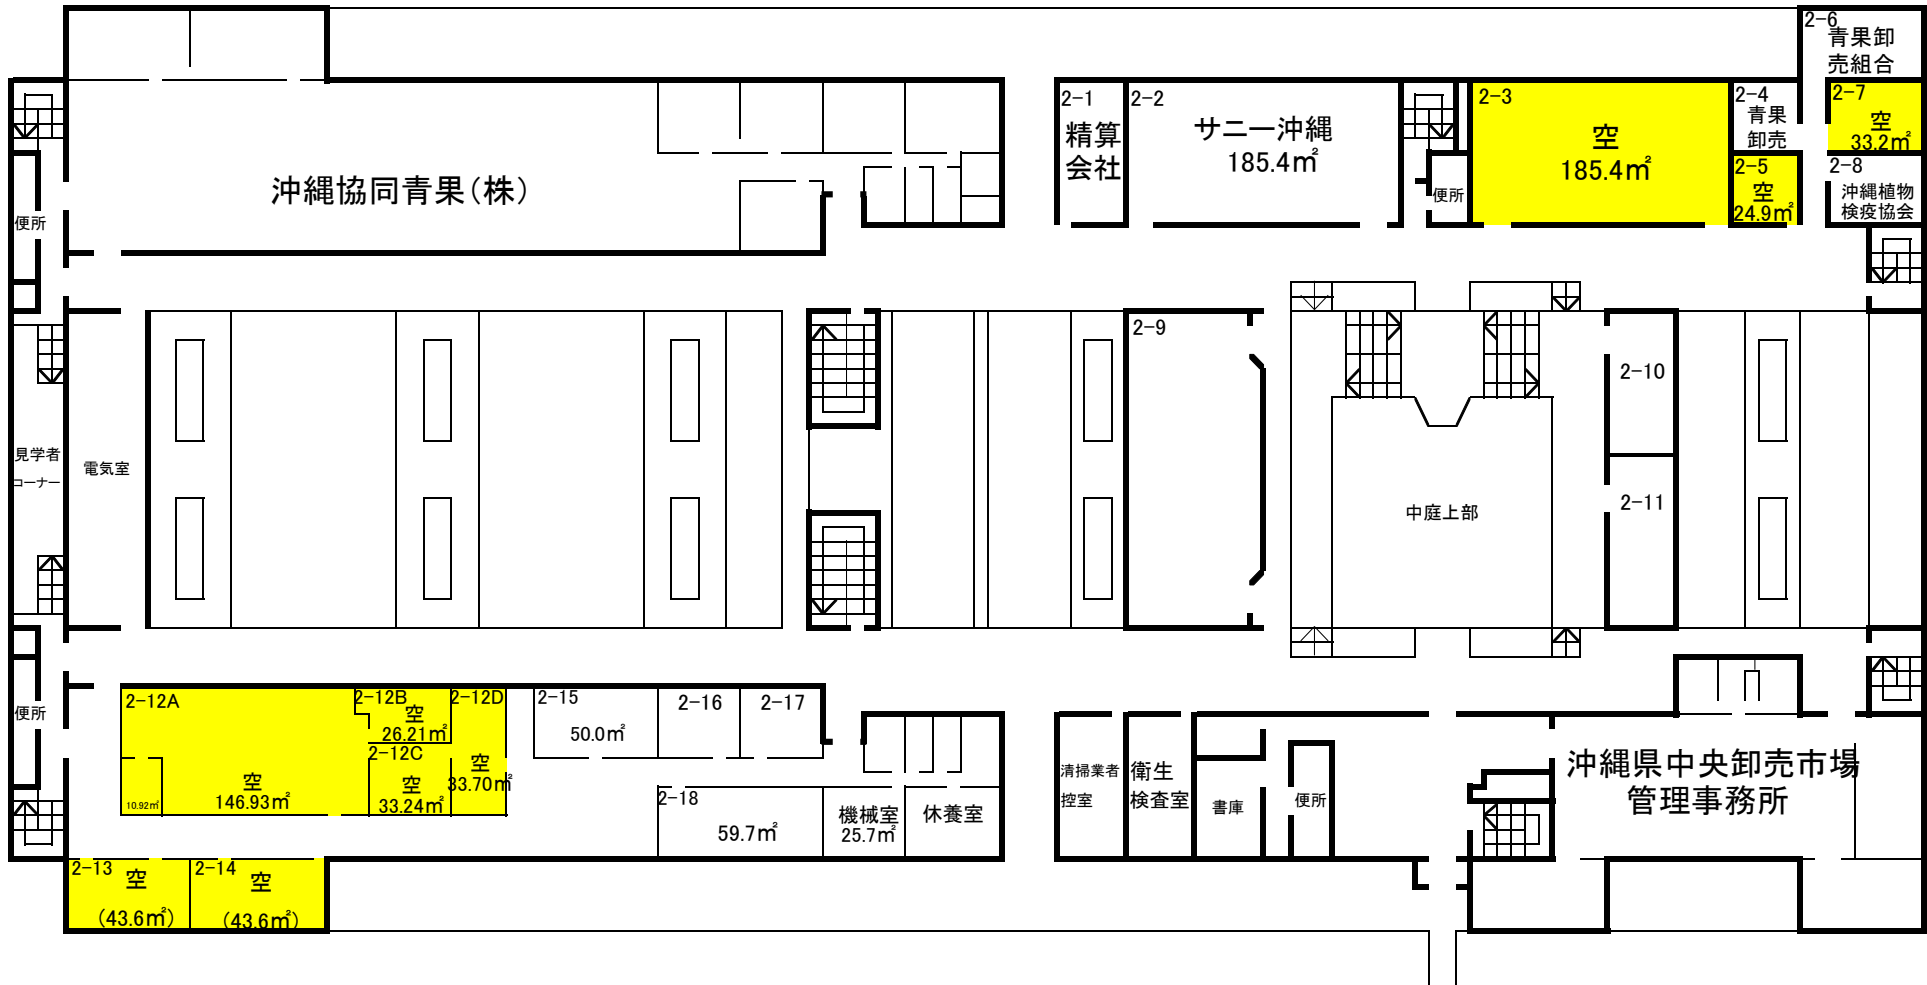 2-6
青果卸
売組合
2-1
精算
会社
2-2
サニー沖縄
185.4㎡
2-3
空
185.4㎡
2-4
青果
卸売
2-7
空
33.2㎡
2-5
空
24.9㎡
2-8
沖縄植物
検疫協会
沖縄協同青果(株)
便所
便所
2-9
2-10
2-11
見学者
コーナー
電気室
中庭上部
便所
2-12A
空
146.93㎡
10.92㎡
2-12B
空
26.21㎡
2-12C
空
33.24㎡
2-12D
空
33.70㎡
2-15
50.0㎡
2-16
2-17
2-18
59.7㎡
機械室
25.7㎡
休養室
清掃業者
控室
衛生
検査室
書庫
便所
沖縄県中央卸売市場
管理事務所
2-13
空
(43.6㎡)
2-14
空
(43.6㎡)